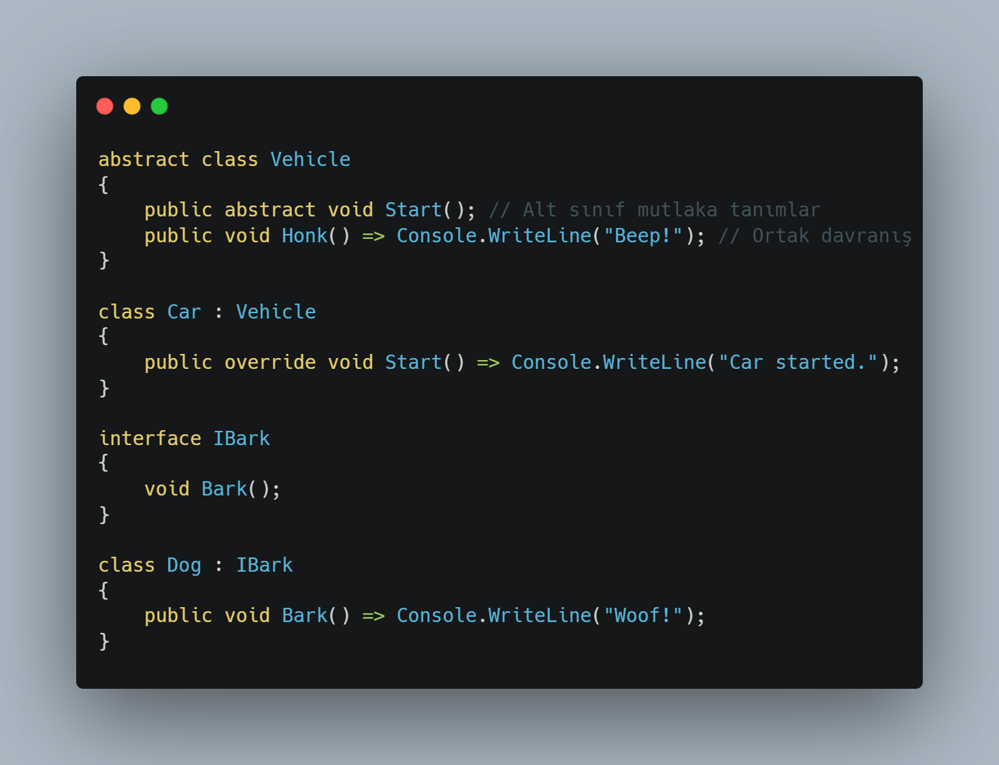 abstract class Vehicle
{
    public abstract void Start(); // Alt sınıf mutlaka tanımlar
    public void Honk() => Console.WriteLine("Beep!"); // Ortak davranış
}

class Car : Vehicle
{
    public override void Start() => Console.WriteLine("Car started.");
}

interface IBark
{
    void Bark();
}

class Dog : IBark
{
    public void Bark() => Console.WriteLine("Woof!");
}